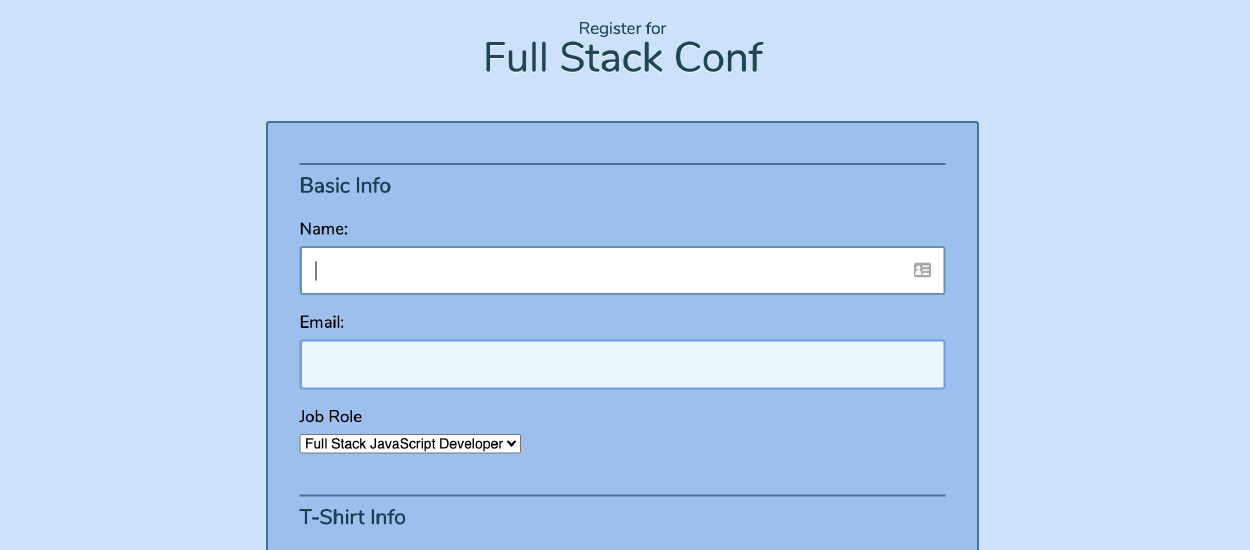 Register for
Full Stack Conf
Basic Info
Name:
Email:
Job Role
Full Stack JavaScript Developer
T-Shirt Info